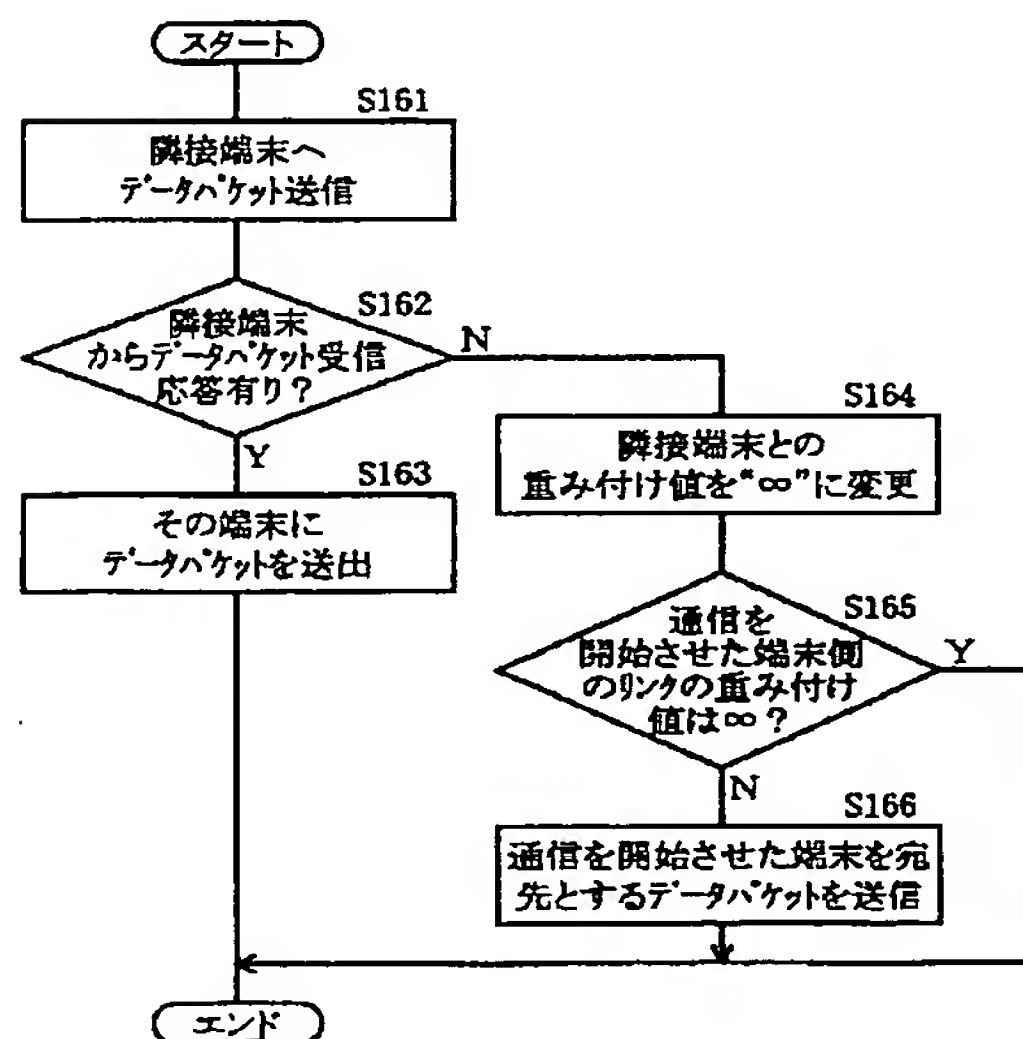 スタート
S161
隣接端末へ
データパケット送信
S162
隣接端末
からデータパケット受信
応答有り？
N
Y
S163
その端末に
データパケットを送出
S164
隣接端末との
重み付け値を“∞”に変更
S165
通信を
開始させた端末側
のリンクの重み付け
値は∞？
Y
N
S166
通信を開始させた端末を宛
先とするデータパケットを送信
エンド